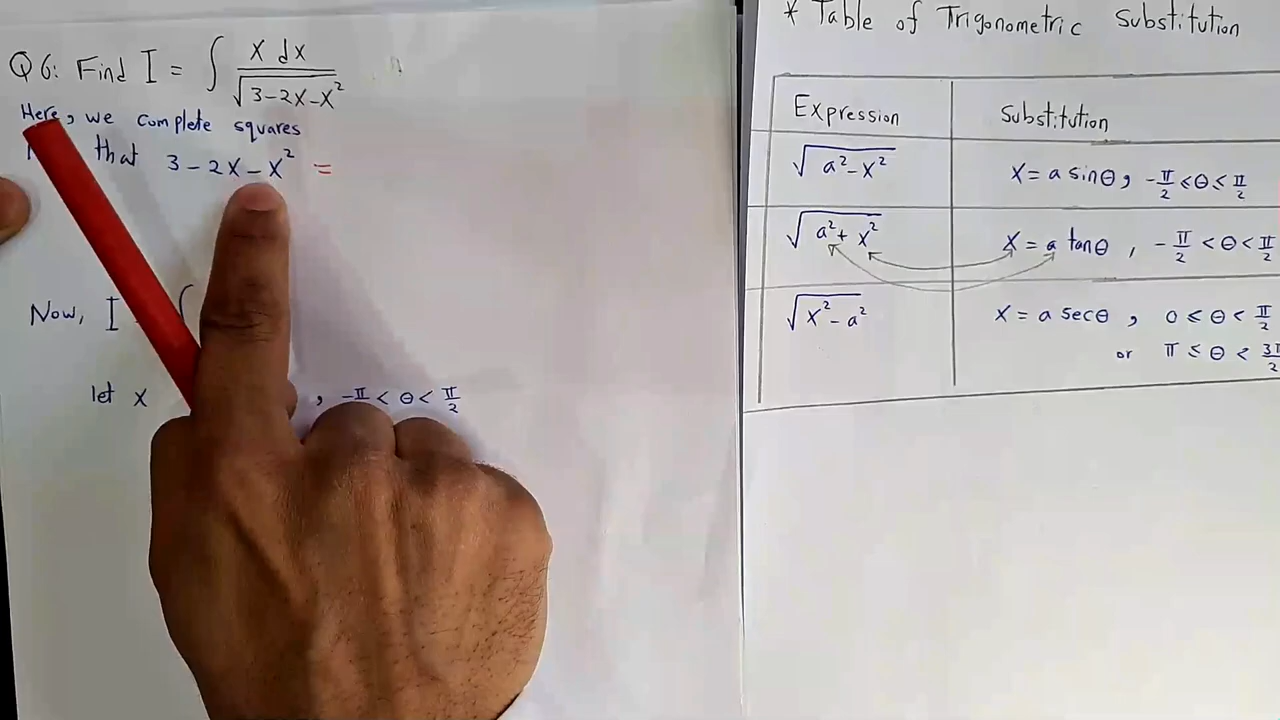 Q6: Find I = ∫ x dx / √(3-2x-x²)
Here, we complete squares
that 3-2x-x² =
Now, I ∫
let x , -π/2 < θ < π/2
* Table of Trigonometric Substitution
Expression Substitution
√(a²-x²) x = a sinθ, -π/2 ≤ θ ≤ π/2
√(a²+x²) x = a tanθ, -π/2 < θ < π/2
√(x²-a²) x = a secθ, 0 ≤ θ < π/2
or π ≤ θ < 3π/2